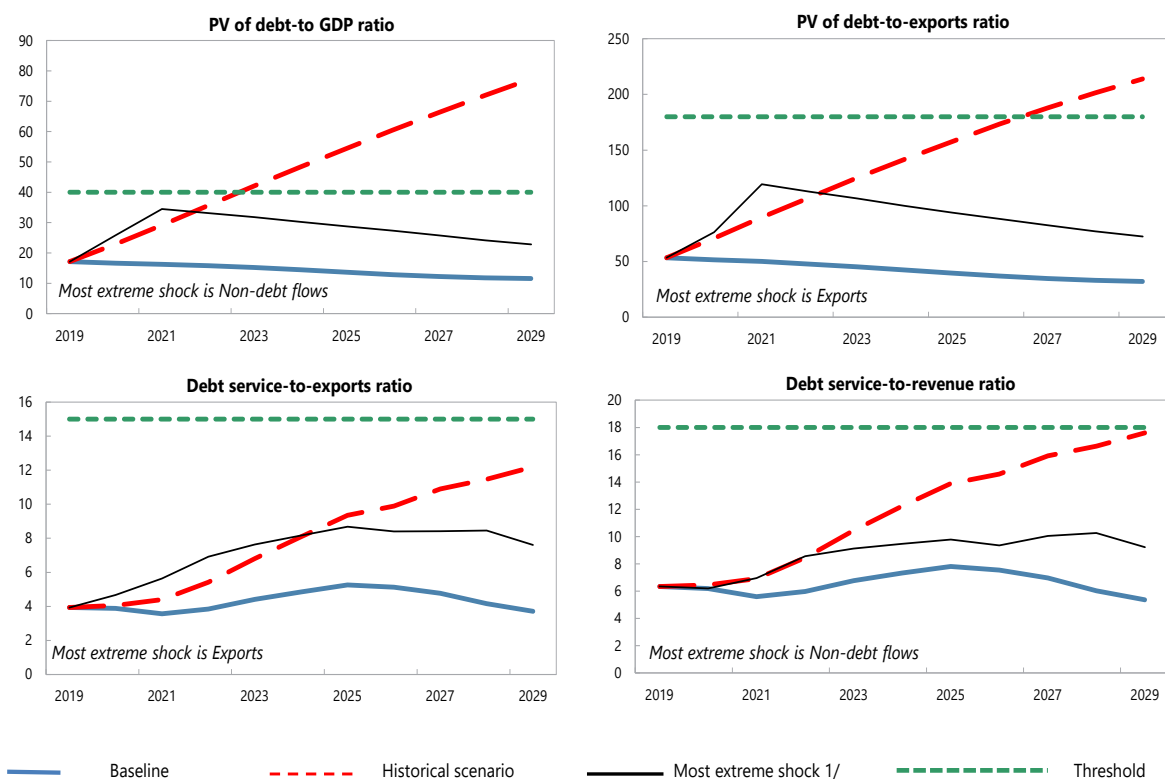 PV of debt-to GDP ratio
90
80
70
60
50
40
30
20
10
0
Most extreme shock is Non-debt flows
2019 2021 2023 2025 2027 2029
PV of debt-to-exports ratio
250
200
150
100
50
0
Most extreme shock is Exports
2019 2021 2023 2025 2027 2029
Debt service-to-exports ratio
16
14
12
10
8
6
4
2
0
Most extreme shock is Exports
2019 2021 2023 2025 2027 2029
Debt service-to-revenue ratio
20
18
16
14
12
10
8
6
4
2
0
Most extreme shock is Non-debt flows
2019 2021 2023 2025 2027 2029
Baseline Historical scenario Most extreme shock 1/ Threshold